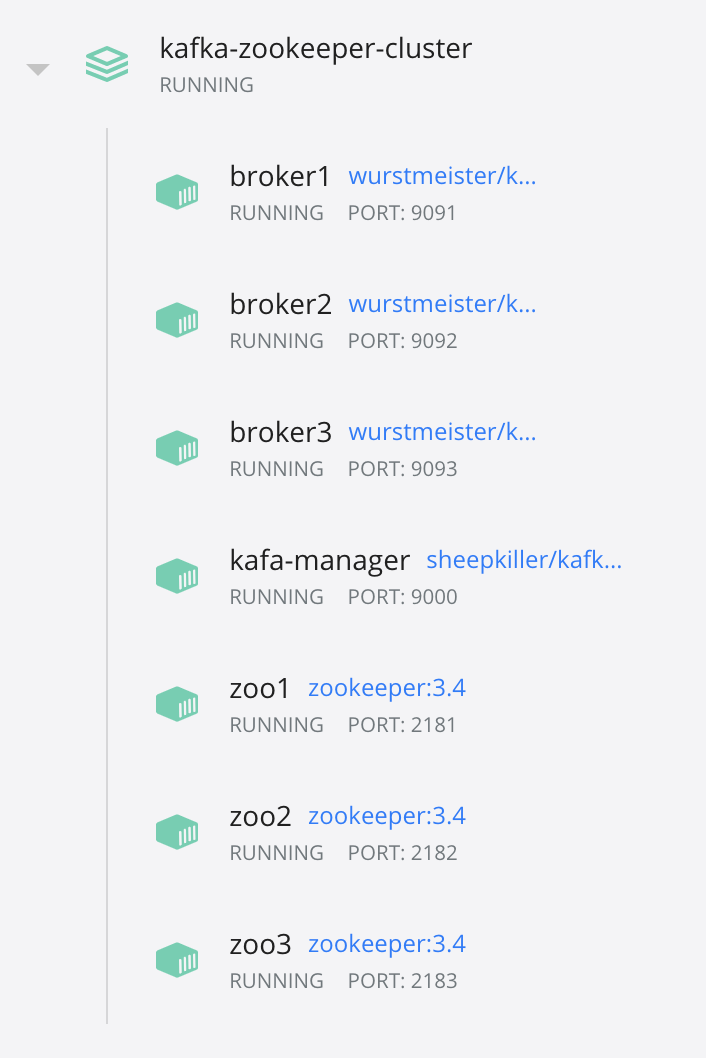 kafka-zookeeper-cluster
RUNNING
broker1 wurstmeister/k...
RUNNING PORT: 9091
broker2 wurstmeister/k...
RUNNING PORT: 9092
broker3 wurstmeister/k...
RUNNING PORT: 9093
kafa-manager sheepkiller/kafk...
RUNNING PORT: 9000
zoo1 zookeeper:3.4
RUNNING PORT: 2181
zoo2 zookeeper:3.4
RUNNING PORT: 2182
zoo3 zookeeper:3.4
RUNNING PORT: 2183